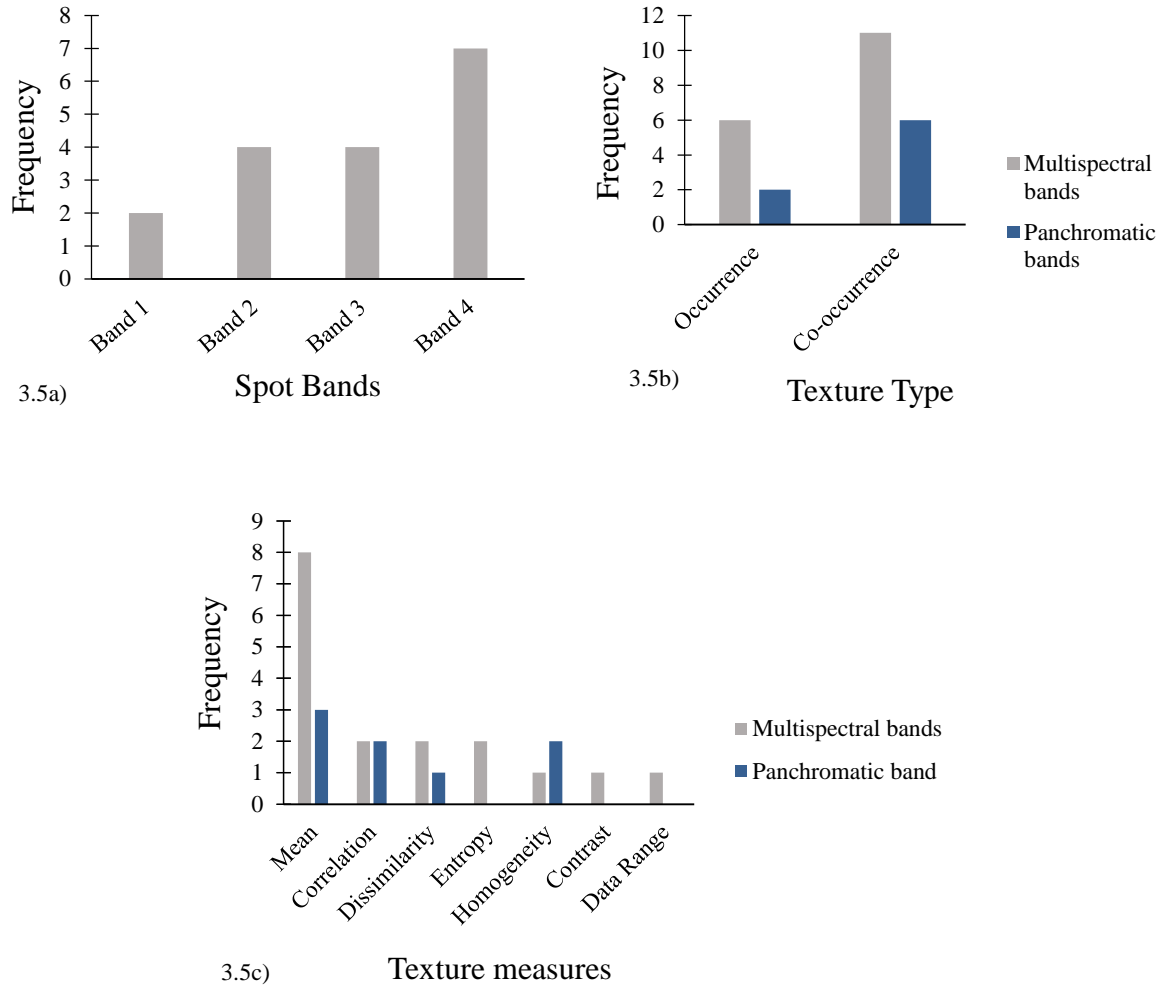 8
7
6
5
4
3
2
1
0
Frequency
Band 1
Band 2
Band 3
Band 4
Spot Bands
3.5a)
12
10
8
6
4
2
0
Frequency
Occurrence
Co-occurrence
Texture Type
3.5b)
Multispectral
bands
Panchromatic
bands
9
8
7
6
5
4
3
2
1
0
Frequency
Mean
Correlation
Dissimilarity
Entropy
Homogeneity
Contrast
Data Range
Texture measures
3.5c)
Multispectral bands
Panchromatic band